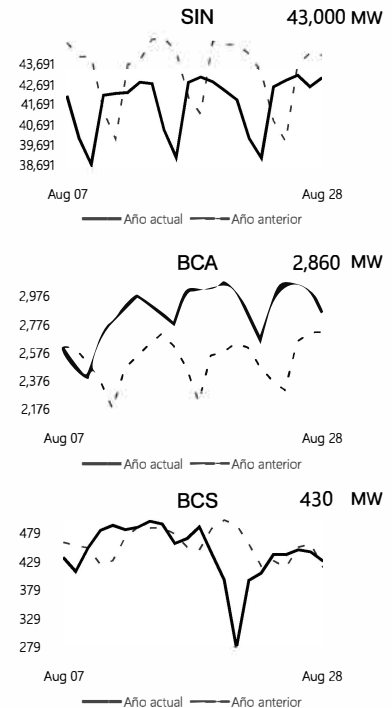 SIN 43,000 MW
43,691
42,691
41,691
40,691
39,691
38,691
Aug 07 Aug 28
Año actual Año anterior
BCA 2,860 MW
2,976
2,776
2,576
2,376
2,176
Aug 07 Aug 28
Año actual Año anterior
BCS 430 MW
479
429
379
329
279
Aug 07 Aug 28
Año actual Año anterior